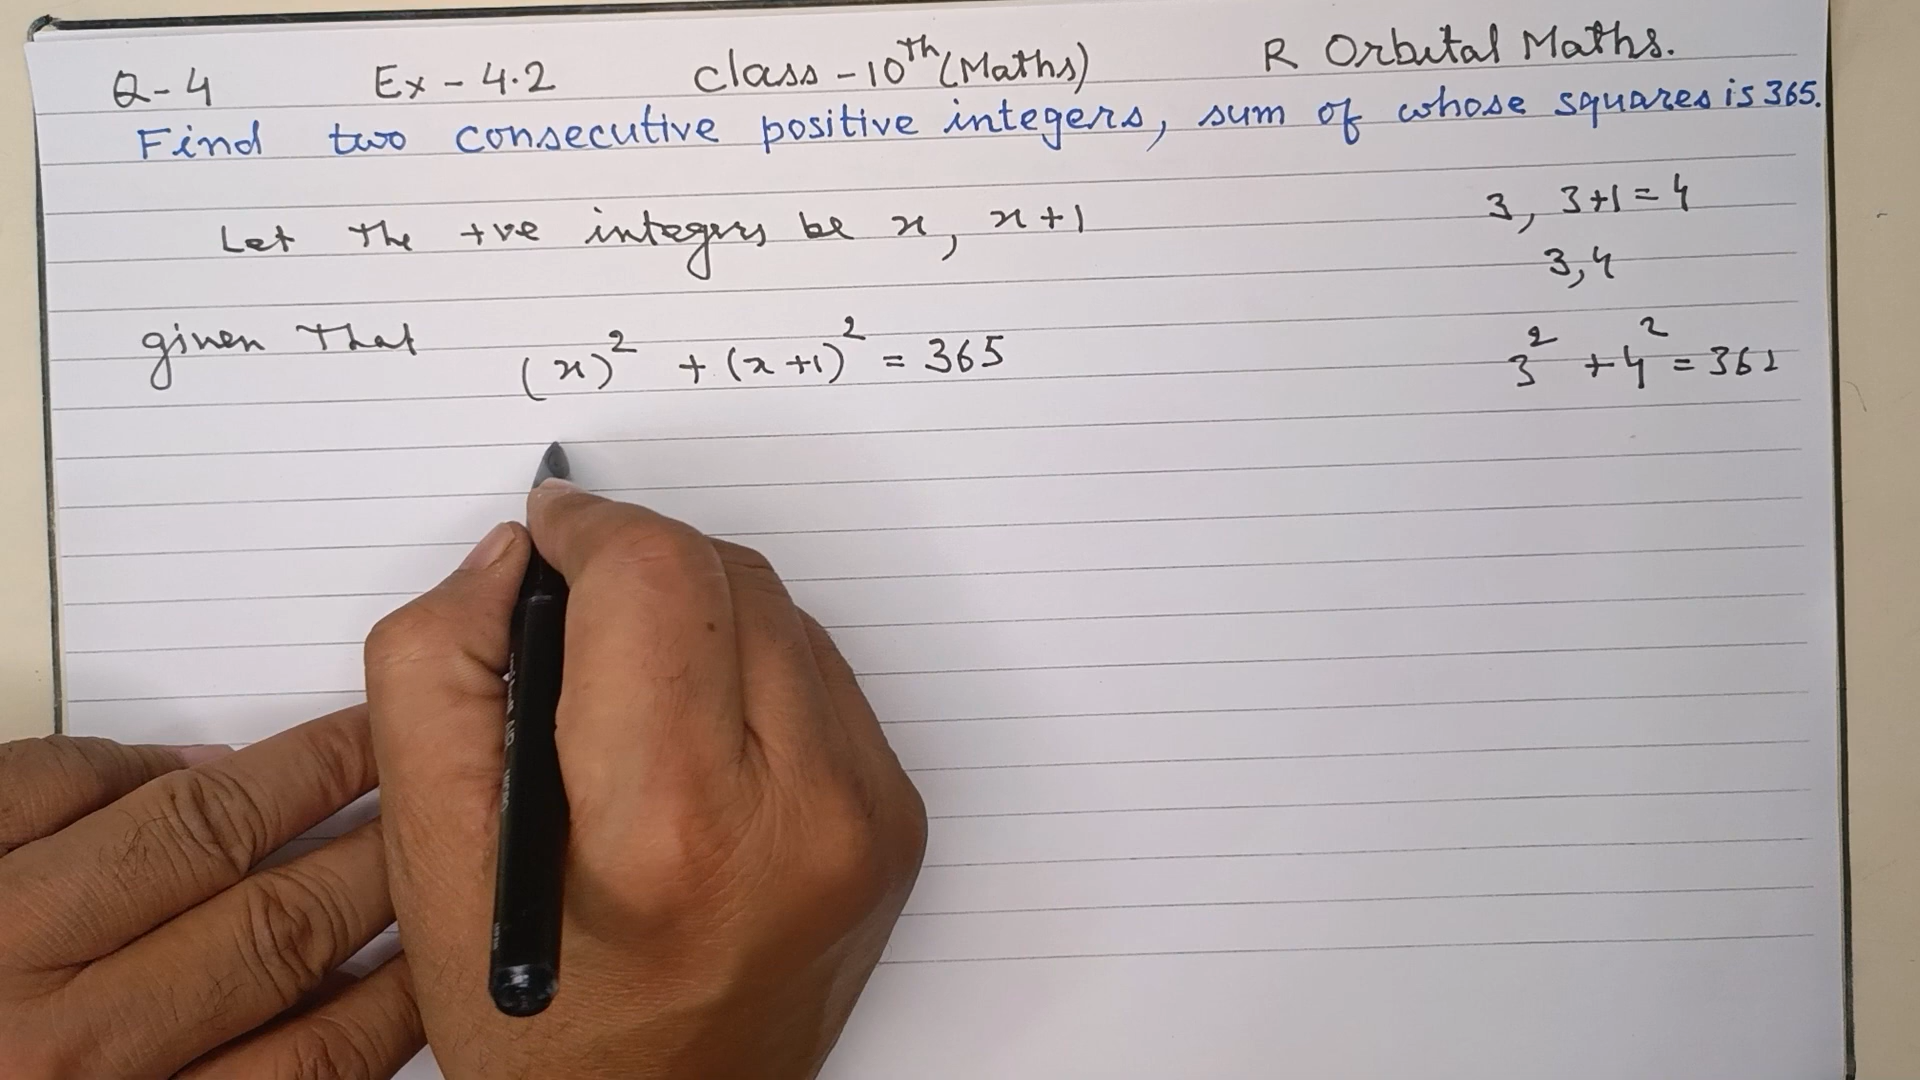 Q-4 Ex-4.2 Class-10th (Maths) R Orbital Maths.
Find two consecutive positive integers, sum of whose squares is 365.
Let the +ve integers be x, x+1
3, 3+1=4
3,4
given that (x)² + (x+1)² = 365
3² + 4² =